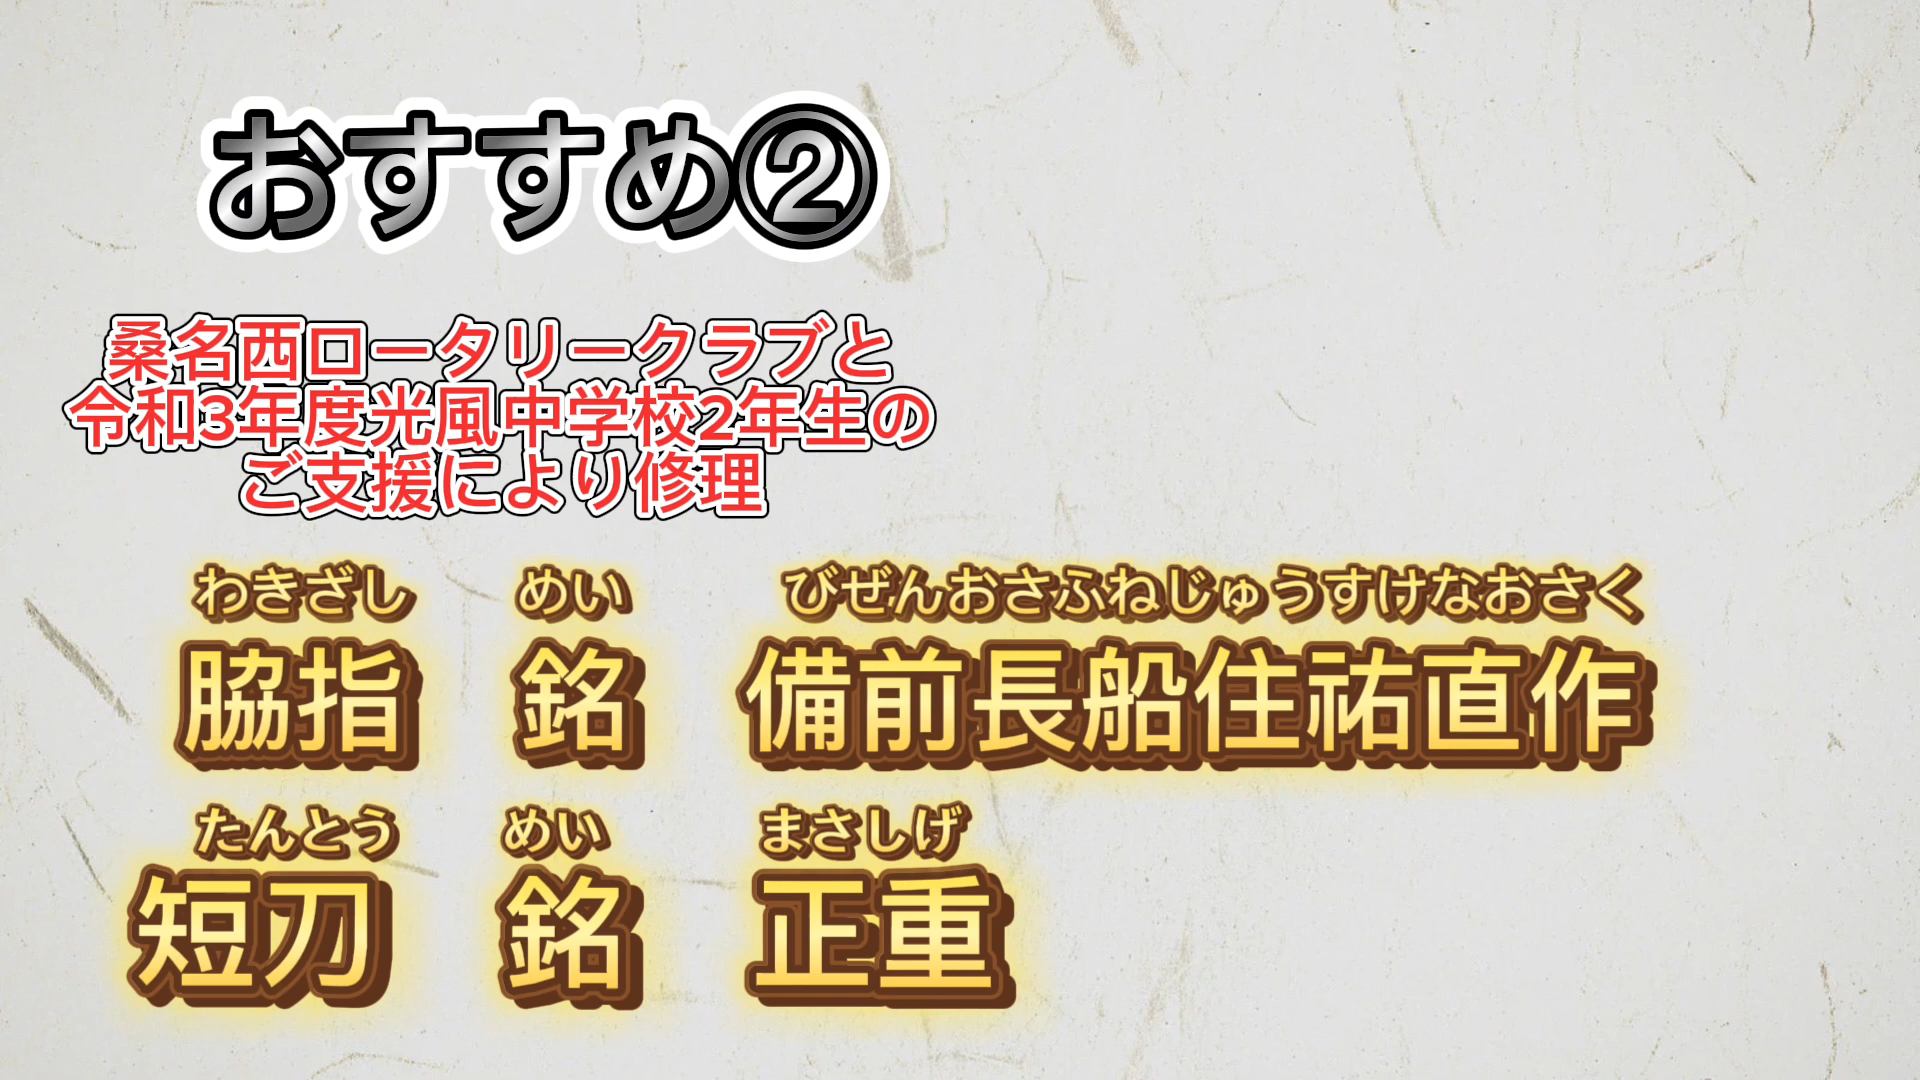 おすすめ②
桑名西ロータリークラブと
令和3年度光風中学校2年生の
ご支援により修理
わきざし めい びぜんおさふねじゅうすけなおさく
脇指 銘 備前長船住祐直作
たんとう めい まさしげ
短刀 銘 正重